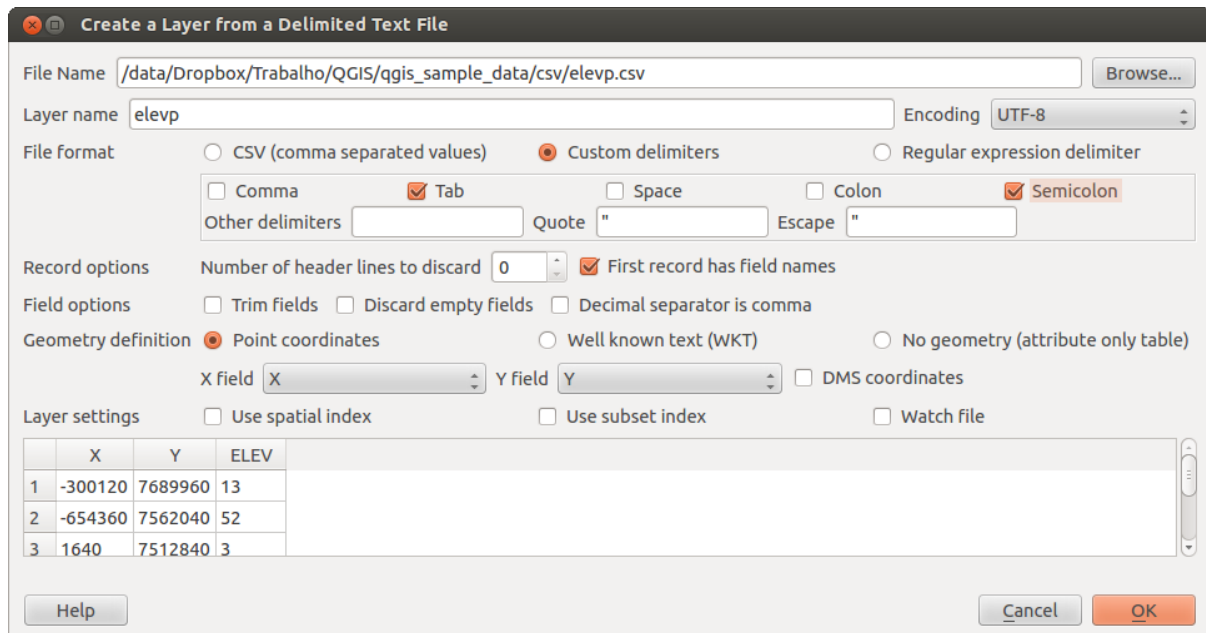 Create a Layer from a Delimited Text File
File Name /data/Dropbox/Trabalho/QGIS/qgis_sample_data/csv/elevp.csv Browse...
Layer name elevp Encoding UTF-8
File format CSV (comma separated values) Custom delimiters Regular expression delimiter
Comma Tab Space Colon Semicolon
Other delimiters Quote " Escape "
Record options Number of header lines to discard 0 First record has field names
Field options Trim fields Discard empty fields Decimal separator is comma
Geometry definition Point coordinates Well known text (WKT) No geometry (attribute only table)
X field X Y field Y DMS coordinates
Layer settings Use spatial index Use subset index Watch file
X Y ELEV
1 -300120 7689960 13
2 -654360 7562040 52
3 1640 7512840 3
Help Cancel OK